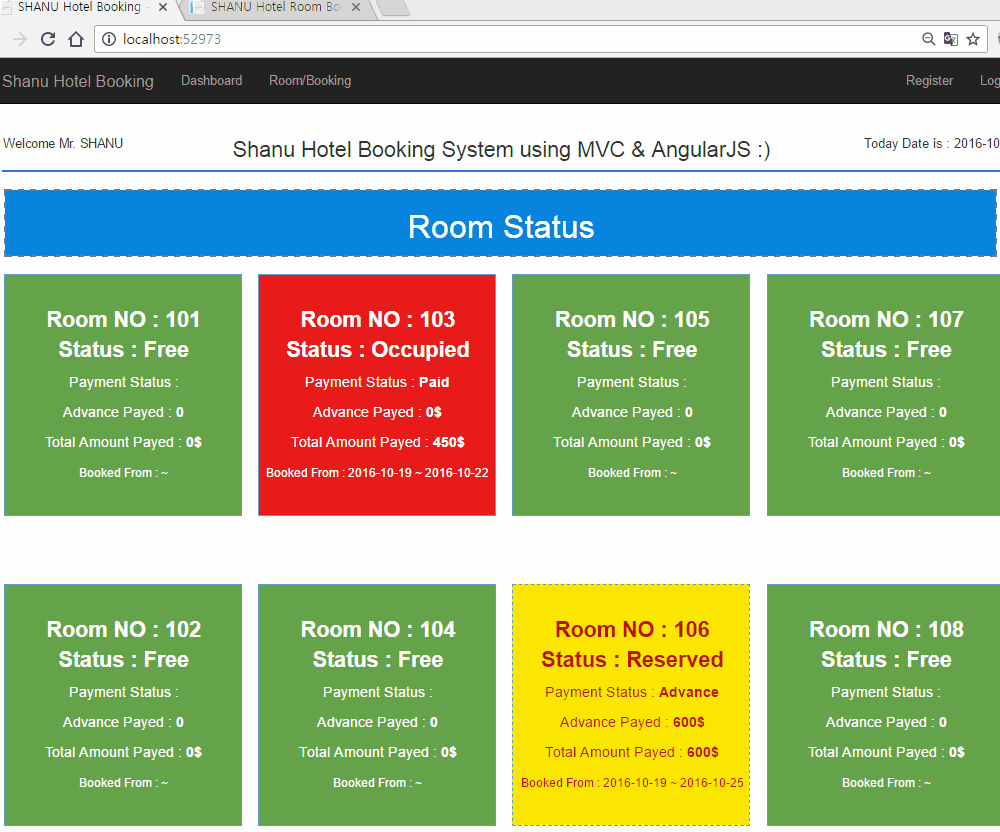 SHANU Hotel Booking -
SHANU Hotel Room Bo
localhost:52973
Shanu Hotel Booking
Dashboard
Room/Booking
Register
Log
Welcome Mr. SHANU
Shanu Hotel Booking System using MVC & AngularJS :)
Today Date is : 2016-10
Room Status
Room NO : 101
Status : Free
Payment Status :
Advance Payed : 0
Total Amount Payed : 0$
Booked From : ~
Room NO : 103
Status : Occupied
Payment Status : Paid
Advance Payed : 0$
Total Amount Payed : 450$
Booked From : 2016-10-19 ~ 2016-10-22
Room NO : 105
Status : Free
Payment Status :
Advance Payed : 0
Total Amount Payed : 0$
Booked From : ~
Room NO : 107
Status : Free
Payment Status :
Advance Payed : 0
Total Amount Payed : 0$
Booked From : ~
Room NO : 102
Status : Free
Payment Status :
Advance Payed : 0
Total Amount Payed : 0$
Booked From : ~
Room NO : 104
Status : Free
Payment Status :
Advance Payed : 0
Total Amount Payed : 0$
Booked From : ~
Room NO : 106
Status : Reserved
Payment Status : Advance
Advance Payed : 600$
Total Amount Payed : 600$
Booked From : 2016-10-19 ~ 2016-10-25
Room NO : 108
Status : Free
Payment Status :
Advance Payed : 0
Total Amount Payed : 0$
Booked From : ~